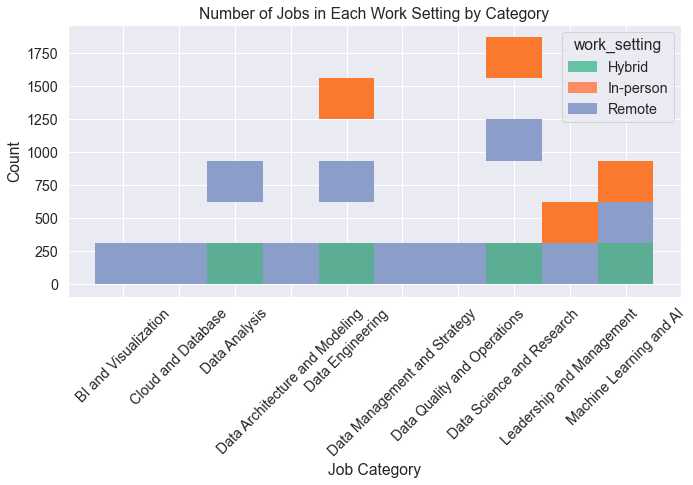 Number of Jobs in Each Work Setting by Category
work_setting
Hybrid
In-person
Remote
Count
1750
1500
1250
1000
750
500
250
0
BI and Visualization
Cloud and Database
Data Analysis
Data Architecture and Modeling
Data Engineering
Data Management and Strategy
Data Quality and Operations
Data Science and Research
Leadership and Management
Machine Learning and AI
Job Category